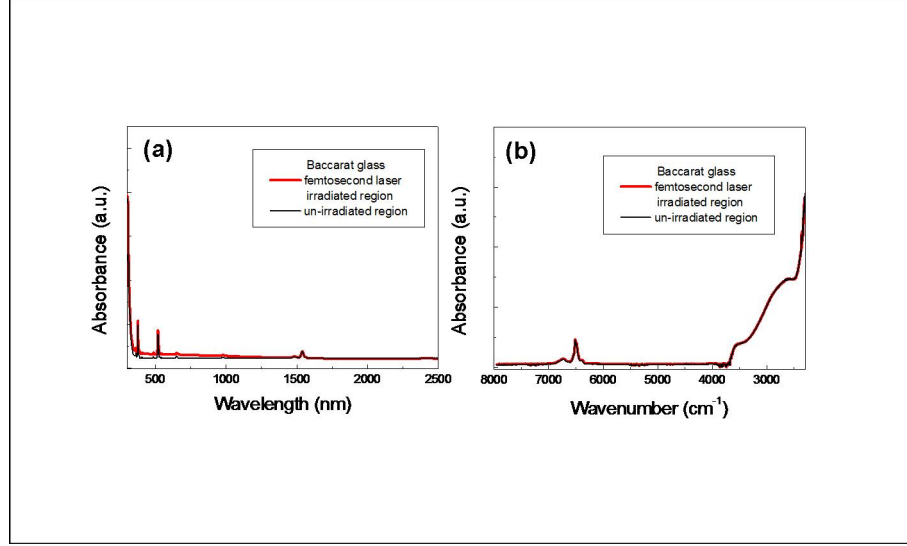 (a)
Baccarat glass
femtosecond laser
irradiated region
un-irradiated region
Absorbance (a.u.)
500 1000 1500 2000 2500
Wavelength (nm)
(b)
Baccarat glass
femtosecond laser
irradiated region
un-irradiated region
Absorbance (a.u.)
8000 7000 6000 5000 4000 3000
Wavenumber (cm⁻¹)